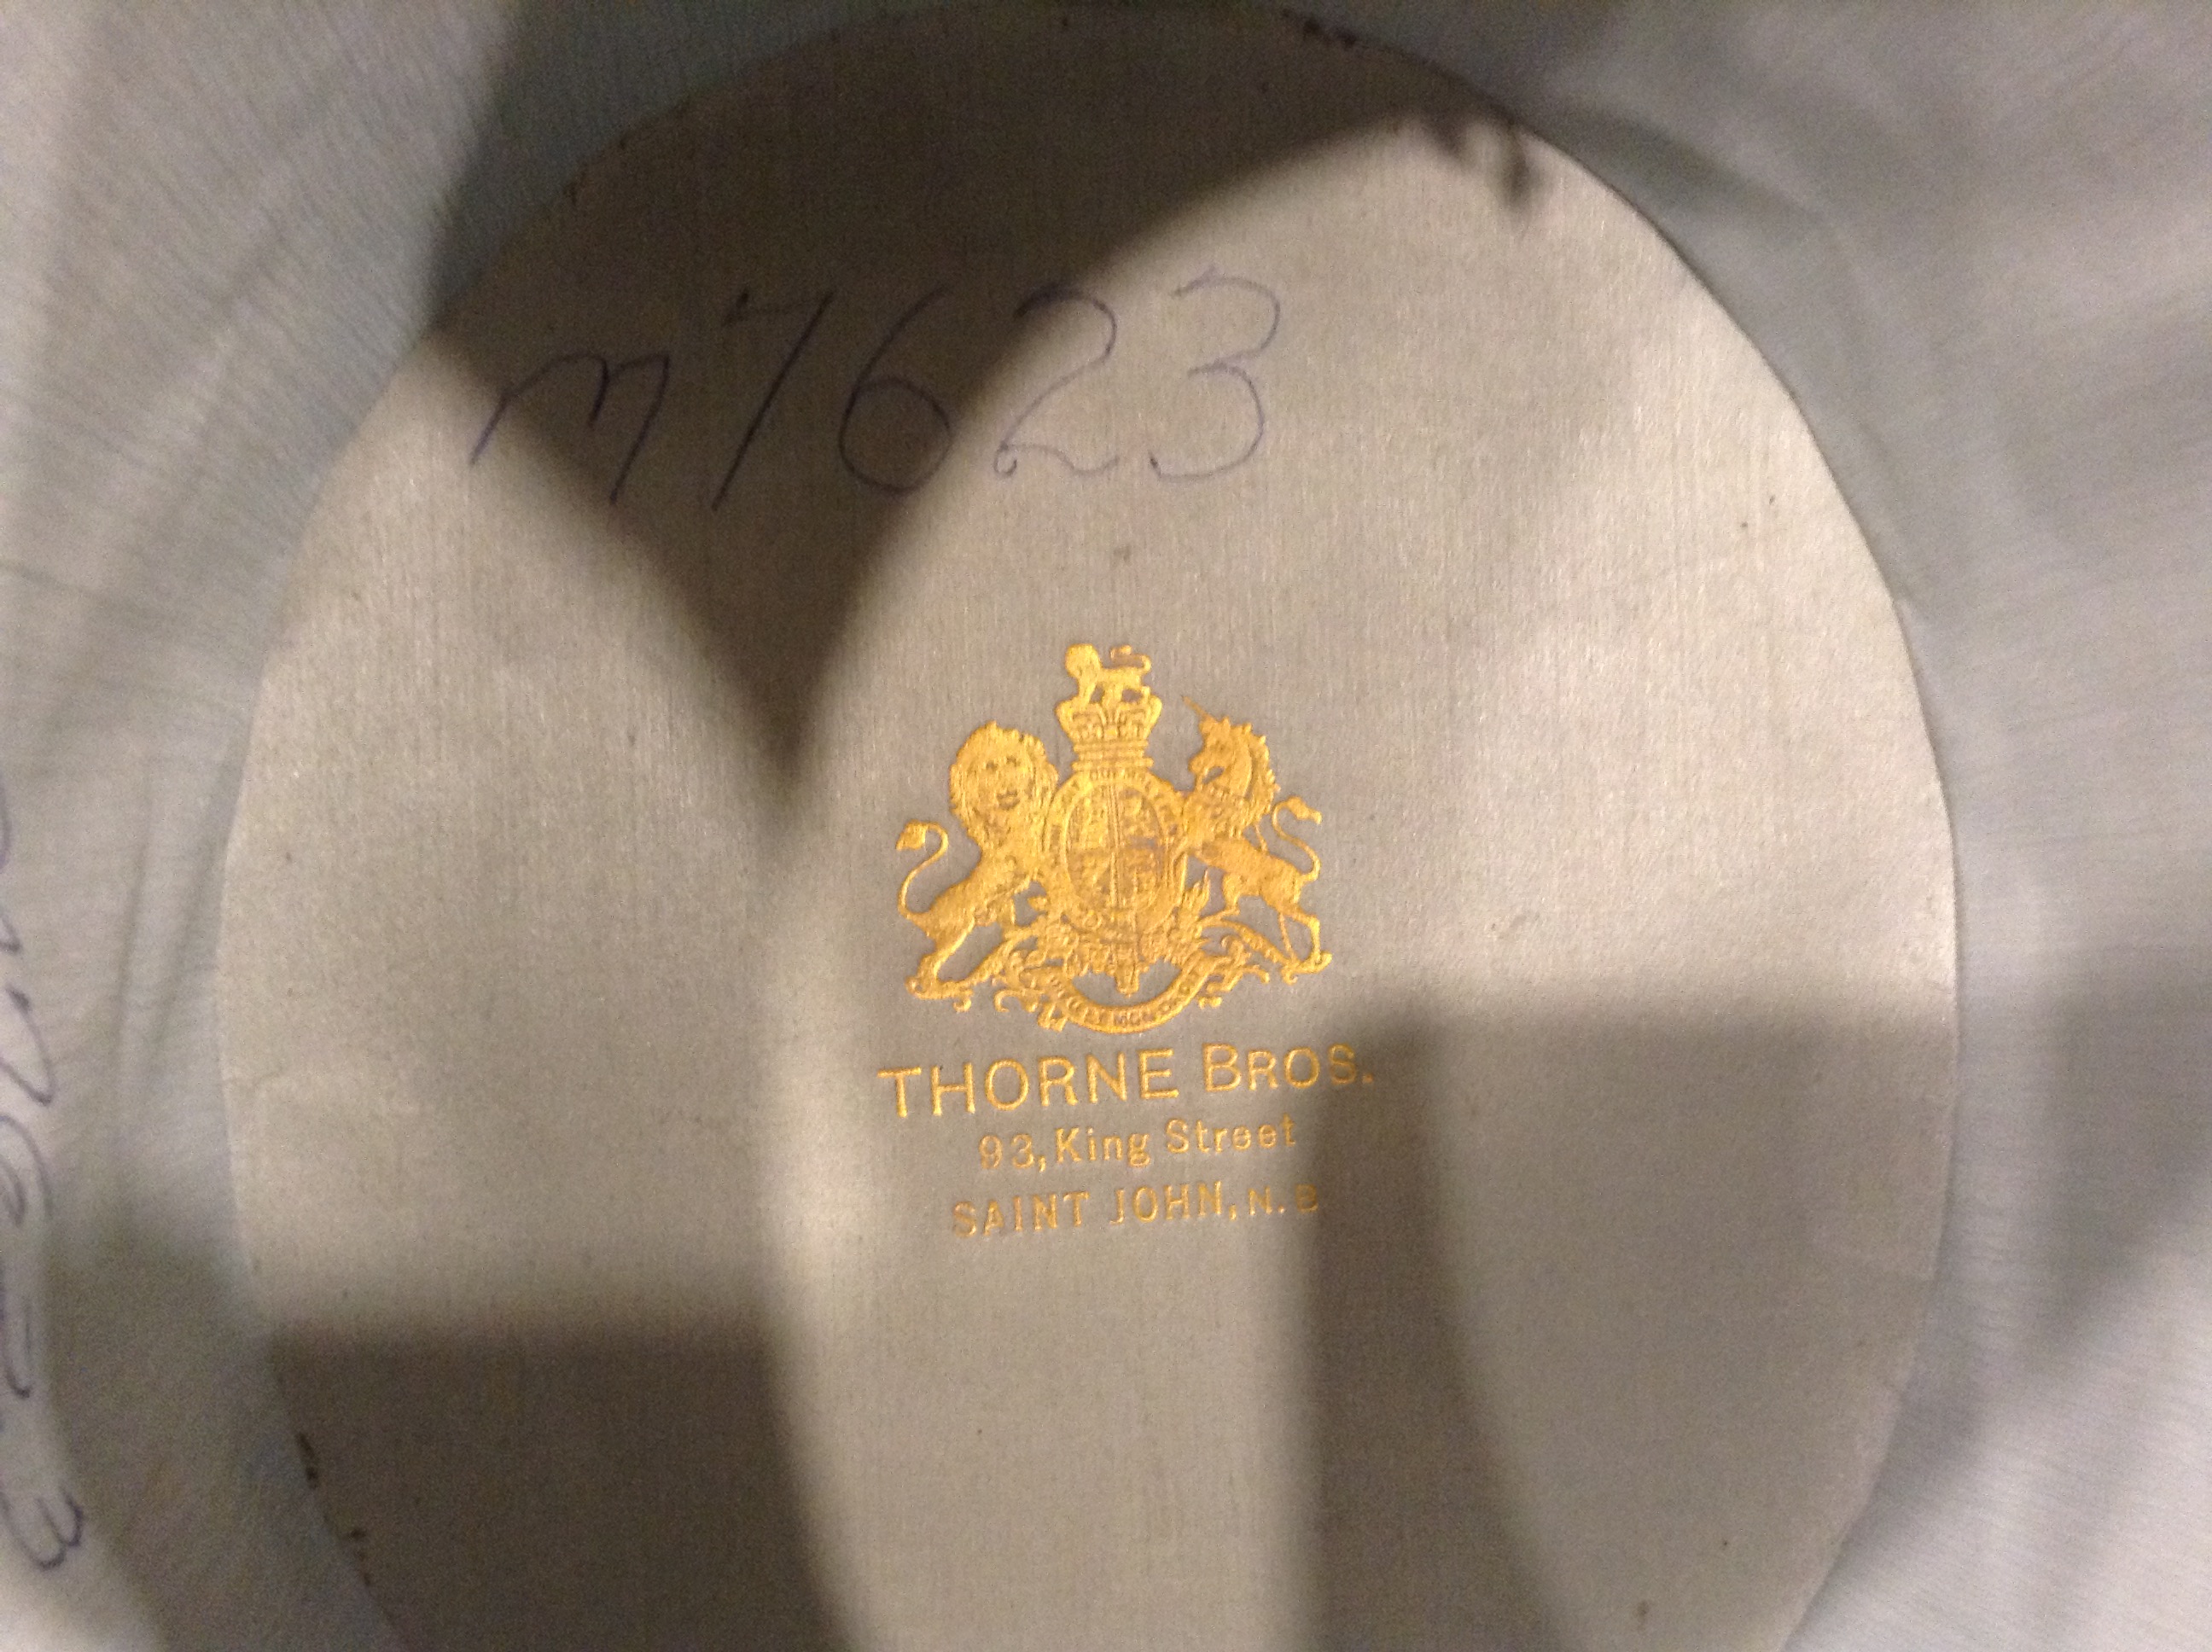 M1623
THORNE BROS.
93, King Street
SAINT JOHN, N. B